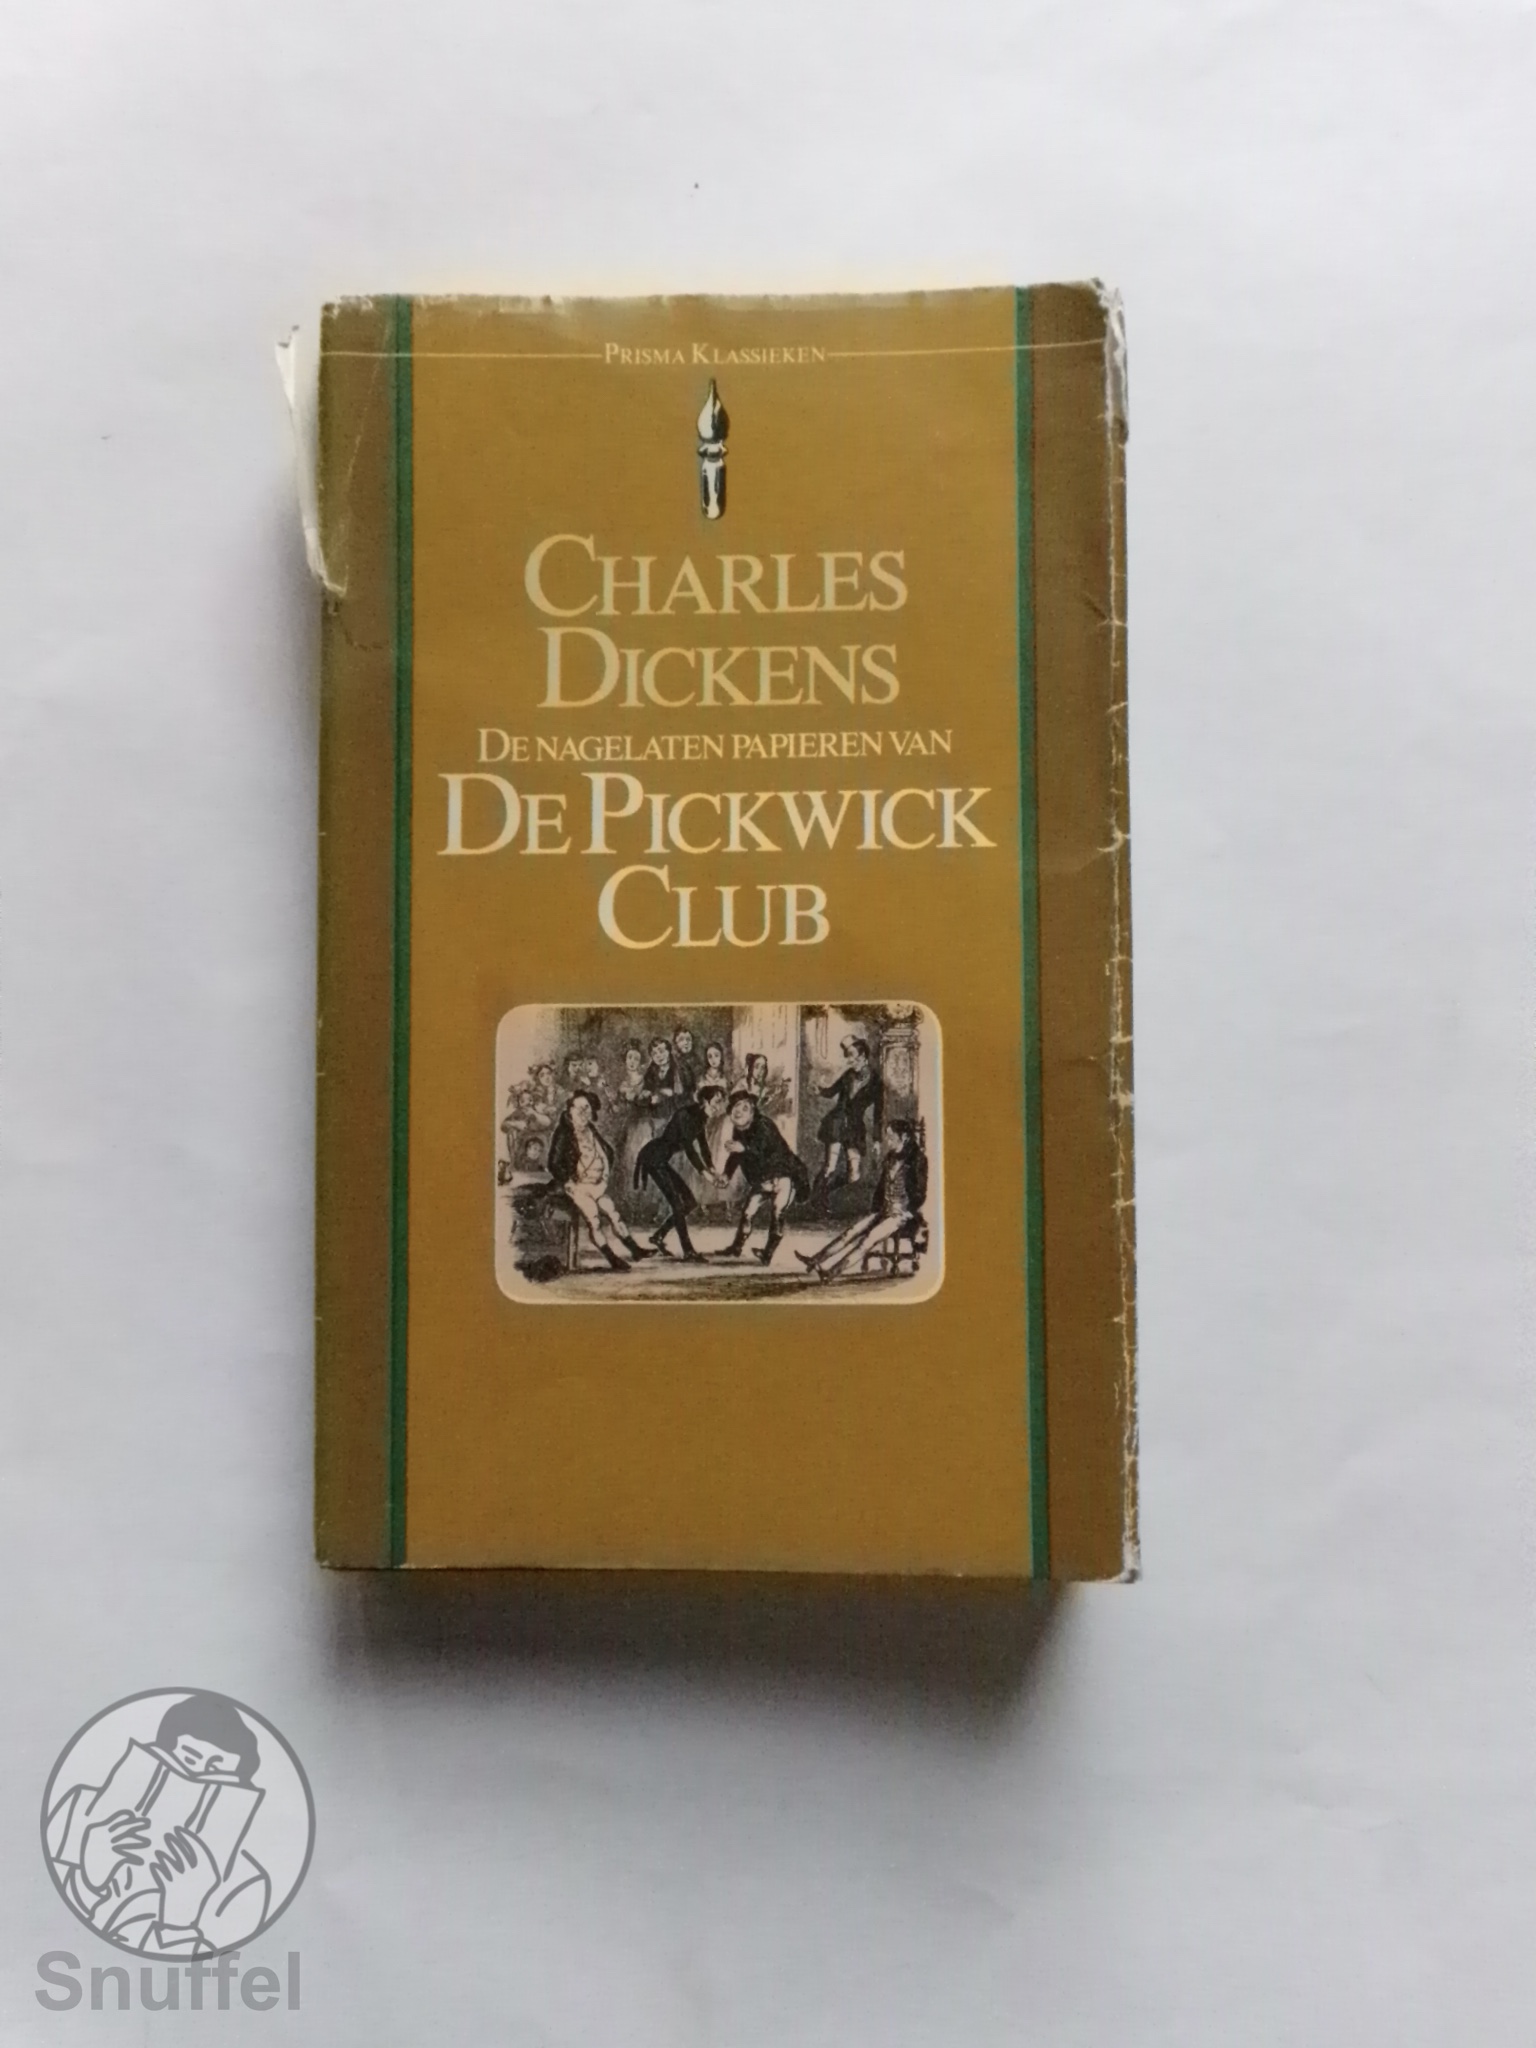 PRISMA KLASSIEKEN
CHARLES
DICKENS
DE NAGELATEN PAPIEREN VAN
DE PICKWICK
CLUB
Snuffel